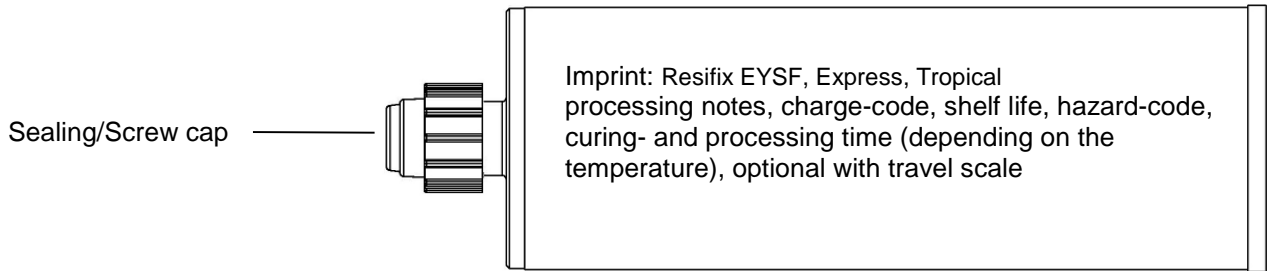 Imprint: Resifix EYSF, Express, Tropical
processing notes, charge-code, shelf life, hazard-code,
Sealing/Screw cap
curing- and processing time (depending on the
temperature), optional with travel scale